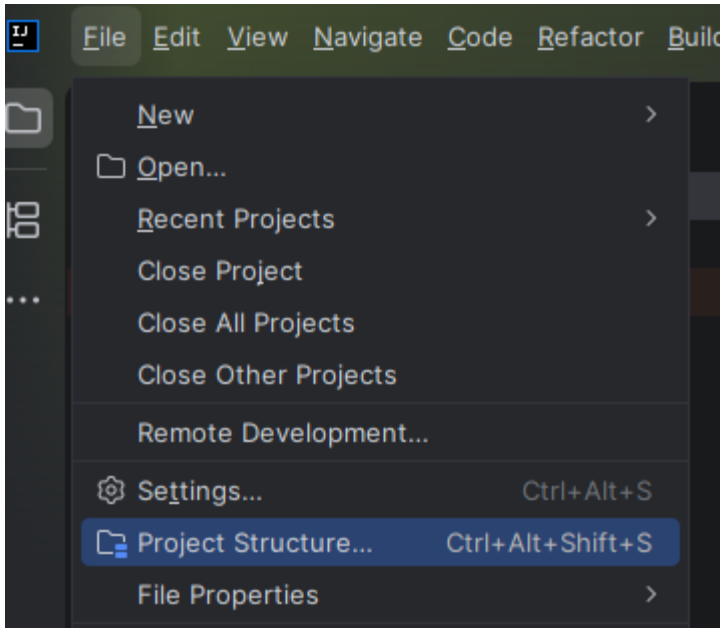 IJ
File Edit View Navigate Code Refactor Build
New
Open...
Recent Projects
Close Project
Close All Projects
Close Other Projects
Remote Development...
Settings... Ctrl+Alt+S
Project Structure... Ctrl+Alt+Shift+S
File Properties